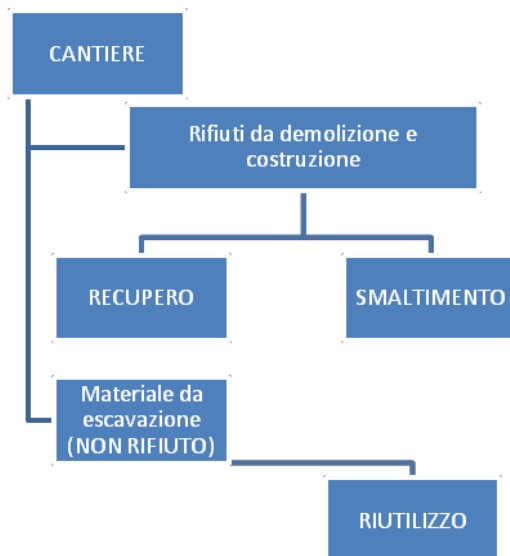 CANTIERE
Rifiuti da demolizione e
costruzione
RECUPERO
SMALTIMENTO
Materiale da
escavazione
(NON RIFIUTO)
RIUTILIZZO